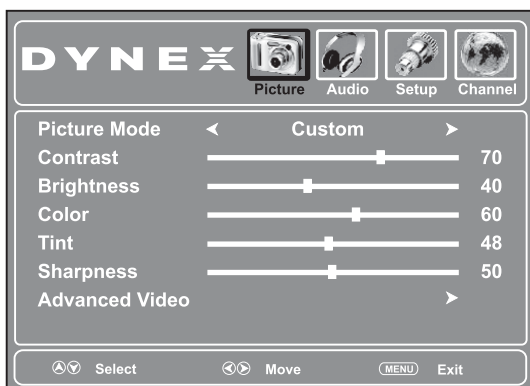 DYNEX
Picture Audio Setup Channel
Picture Mode Custom
Contrast 70
Brightness 40
Color 60
Tint 48
Sharpness 50
Advanced Video
Select Move MENU Exit